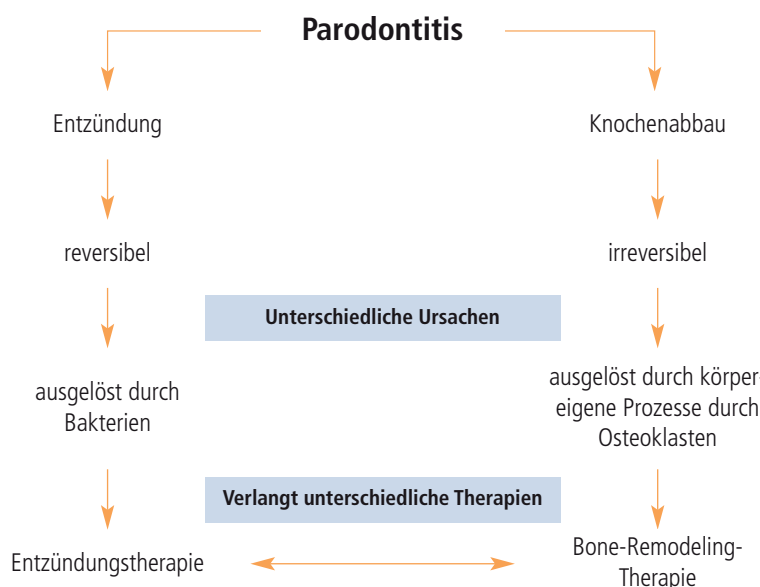 Parodontitis
Entzündung
Knochenabbau
reversibel
irreversibel
Unterschiedliche Ursachen
ausgelöst durch
Bakterien
ausgelöst durch körper-
eigene Prozesse durch
Osteoklasten
Verlangt unterschiedliche Therapien
Entzündungstherapie
Bone-Remodeling-
Therapie